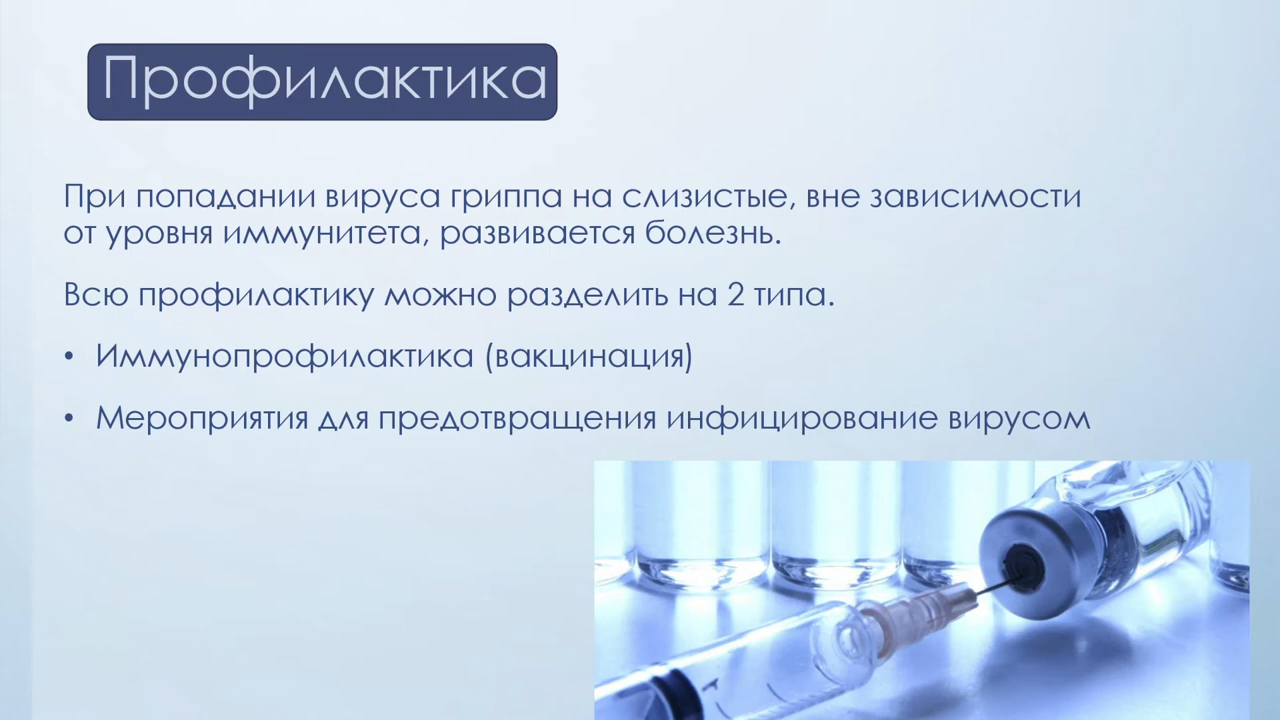 Профилактика
При попадании вируса гриппа на слизистые, вне зависимости
от уровня иммунитета, развивается болезнь.
Всю профилактику можно разделить на 2 типа.
• Иммунопрофилактика (вакцинация)
• Мероприятия для предотвращения инфицирование вирусом